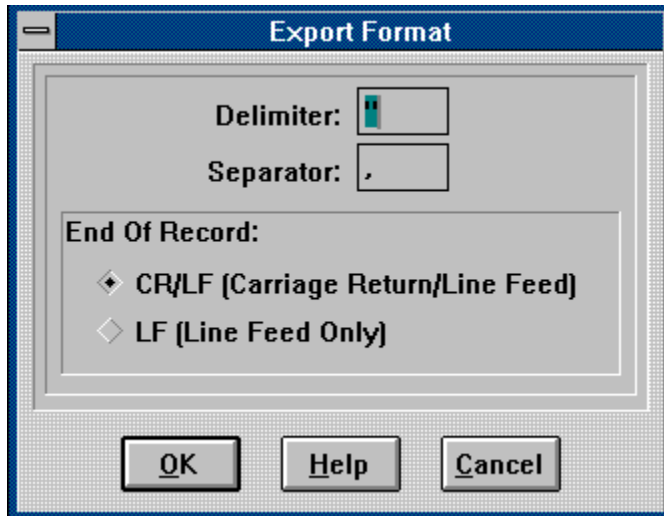 Export Format
Delimiter: "
Separator: ,
End Of Record:
CR/LF (Carriage Return/Line Feed)
LF (Line Feed Only)
OK Help Cancel